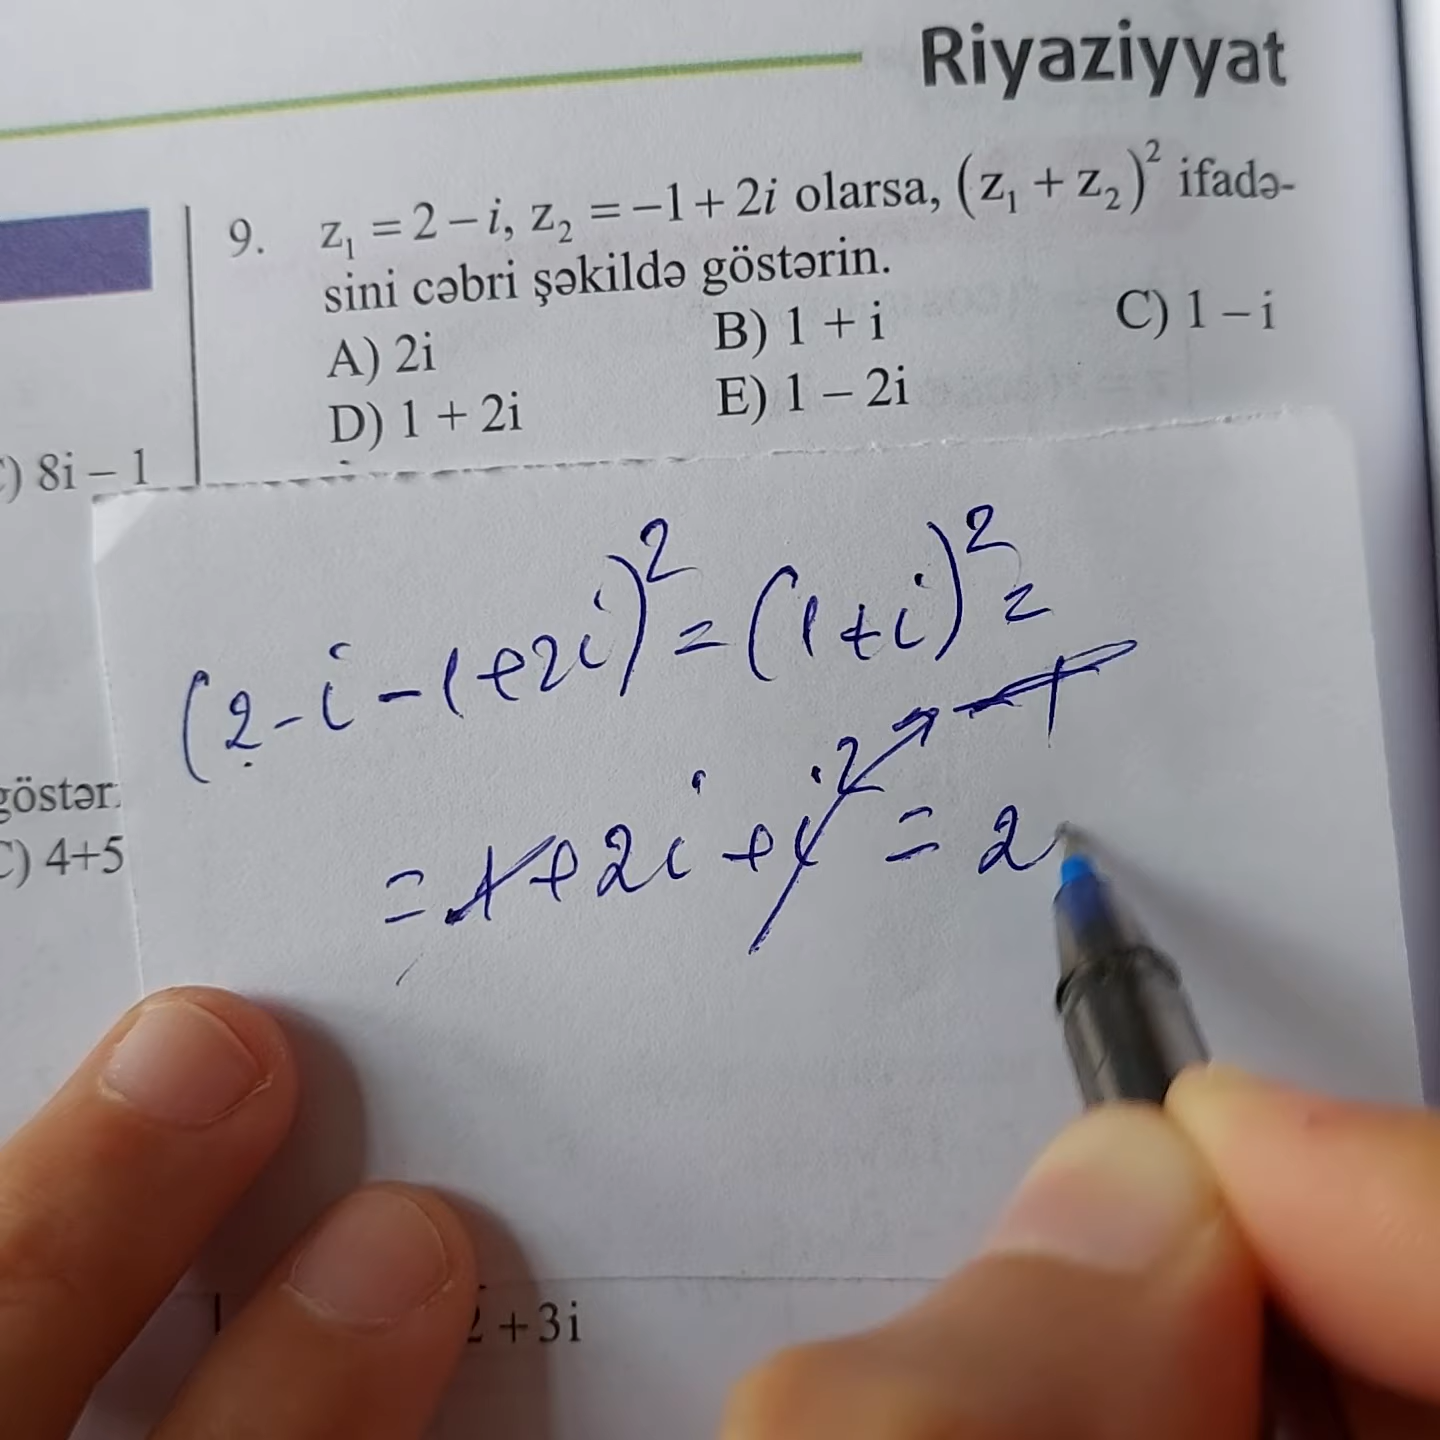 Riyaziyyat
9. z₁ = 2 – i, z₂ = –1 + 2i olarsa, (z₁ + z₂)² ifadə-
sini cəbri şəkildə göstərin.
A) 2i B) 1 + i C) 1 – i
D) 1 + 2i E) 1 – 2i
) 8i – 1
(2 - i - 1 + 2i)² = (1 + i)² =
-1
= 1 + 2i + i² = 2
göstər
C) 4+5
+3i